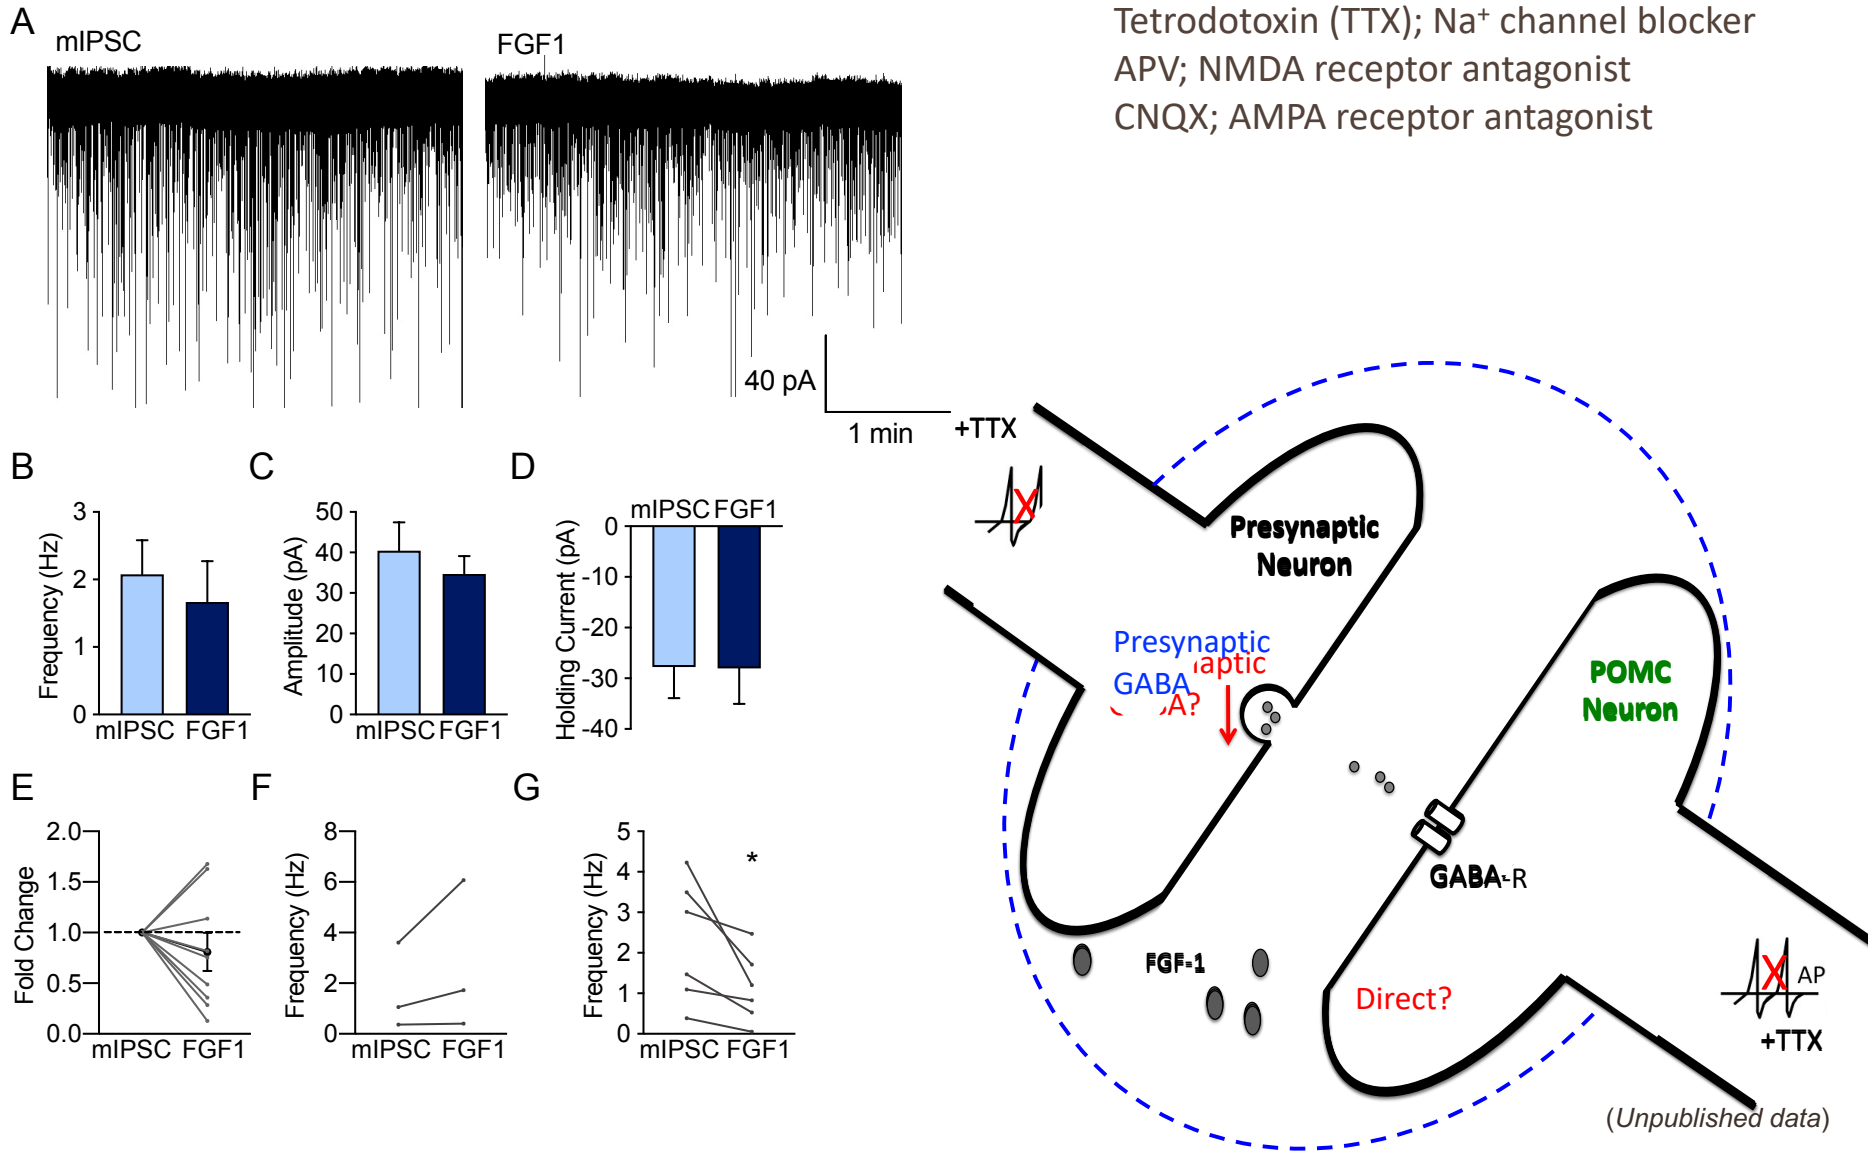 A
mIPSC
FGF1
40 pA
1 min
Tetrodotoxin (TTX); Na⁺ channel blocker
APV; NMDA receptor antagonist
CNQX; AMPA receptor antagonist
B
Frequency (Hz)
3
2
1
0
mIPSC FGF1
C
Amplitude (pA)
50
40
30
20
10
0
mIPSC FGF1
D
mIPSC FGF1
Holding Current (pA)
0
-10
-20
-30
-40
E
Fold Change
2.0
1.5
1.0
0.5
0.0
mIPSC FGF1
F
Frequency (Hz)
8
6
4
2
0
mIPSC FGF1
G
Frequency (Hz)
5
4
3
2
1
0
*
mIPSC FGF1
+TTX
X
Presynaptic
Neuron
Presynaptic
GABA
aptic
A?
POMC
Neuron
GABA-R
FGF-1
Direct?
X
AP
+TTX
(Unpublished data)